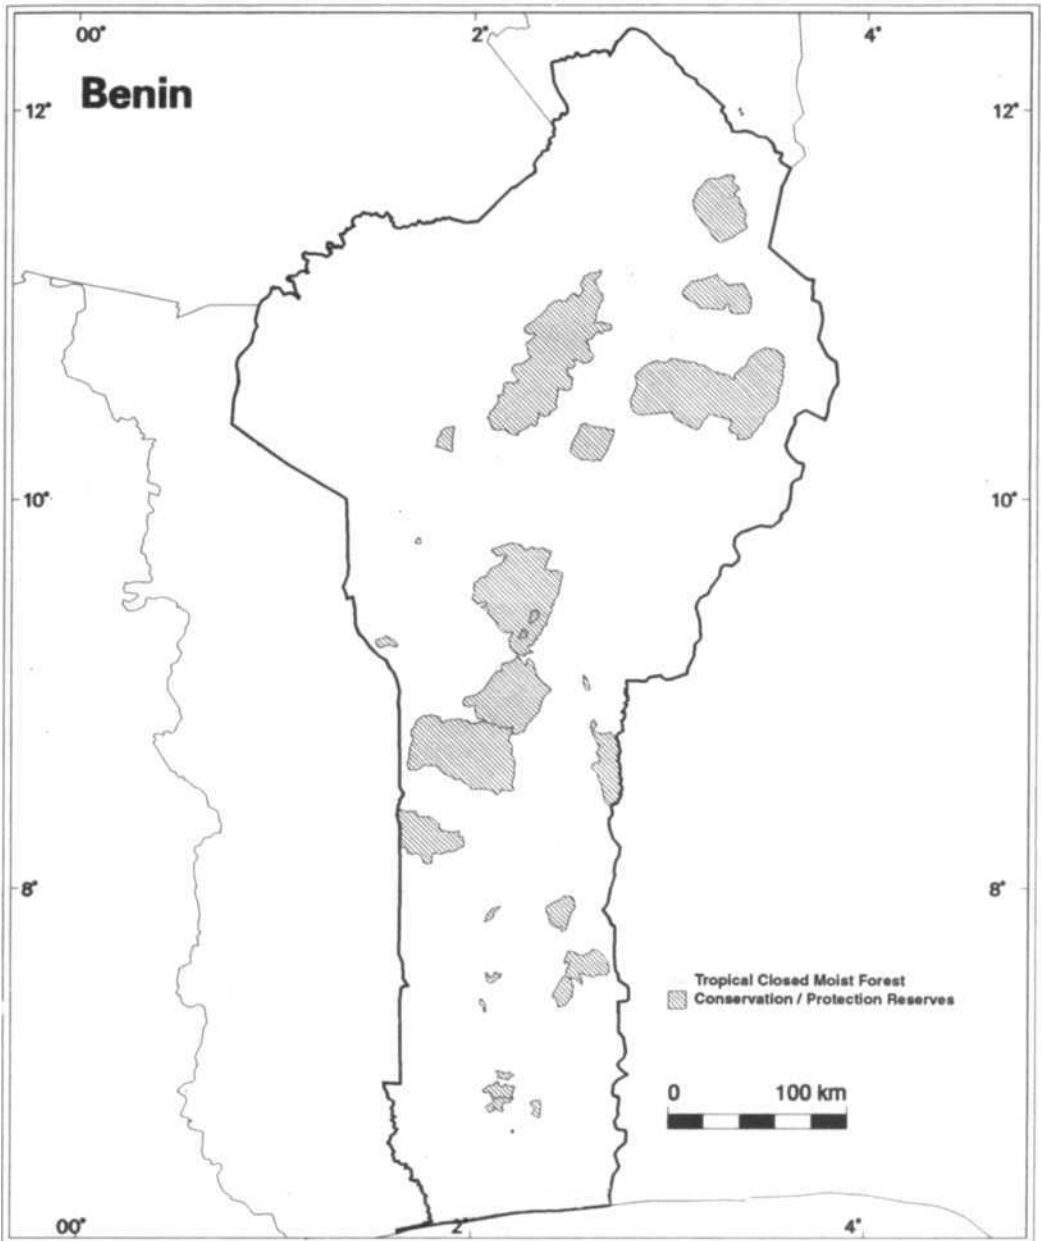 00° 2° 4°
Benin
12° 12°
10° 10°
8° 8°
Tropical Closed Moist Forest
Conservation / Protection Reserves
0 100 km
00° 2° 4°